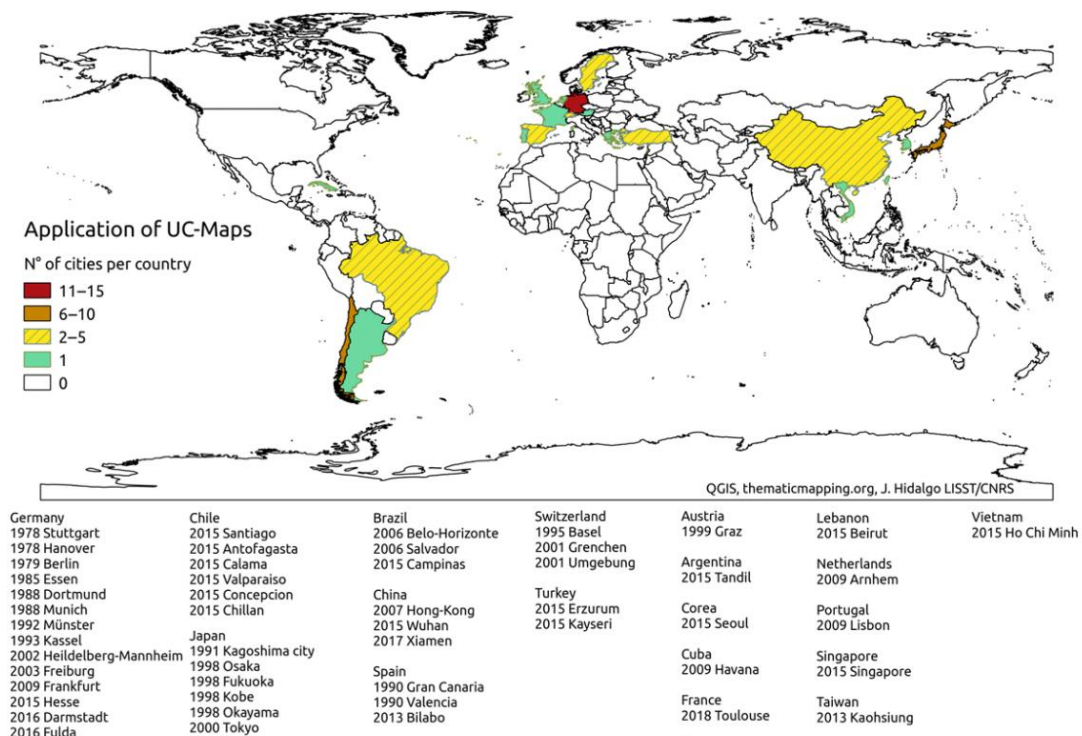 Application of UC-Maps
N° of cities per country
11–15
6–10
2–5
1
0
QGIS, thematicmapping.org, J. Hidalgo LISST/CNRS
Germany
1978 Stuttgart
1978 Hanover
1979 Berlin
1985 Essen
1988 Dortmund
1988 Munich
1992 Münster
1993 Kassel
2002 Heildelberg-Mannheim
2003 Freiburg
2009 Frankfurt
2015 Hesse
2016 Darmstadt
2016 Fulda
Chile
2015 Santiago
2015 Antofagasta
2015 Calama
2015 Valparaiso
2015 Concepcion
2015 Chillan
Japan
1991 Kagoshima city
1998 Osaka
1998 Fukuoka
1998 Kobe
1998 Okayama
2000 Tokyo
Brazil
2006 Belo-Horizonte
2006 Salvador
2015 Campinas
China
2007 Hong-Kong
2015 Wuhan
2017 Xiamen
Spain
1990 Gran Canaria
1990 Valencia
2013 Bilabo
Switzerland
1995 Basel
2001 Grenchen
2001 Umgebung
Turkey
2015 Erzurum
2015 Kayseri
Austria
1999 Graz
Argentina
2015 Tandil
Corea
2015 Seoul
Cuba
2009 Havana
France
2018 Toulouse
Lebanon
2015 Beirut
Netherlands
2009 Arnhem
Portugal
2009 Lisbon
Singapore
2015 Singapore
Taiwan
2013 Kaohsiung
Vietnam
2015 Ho Chi Minh